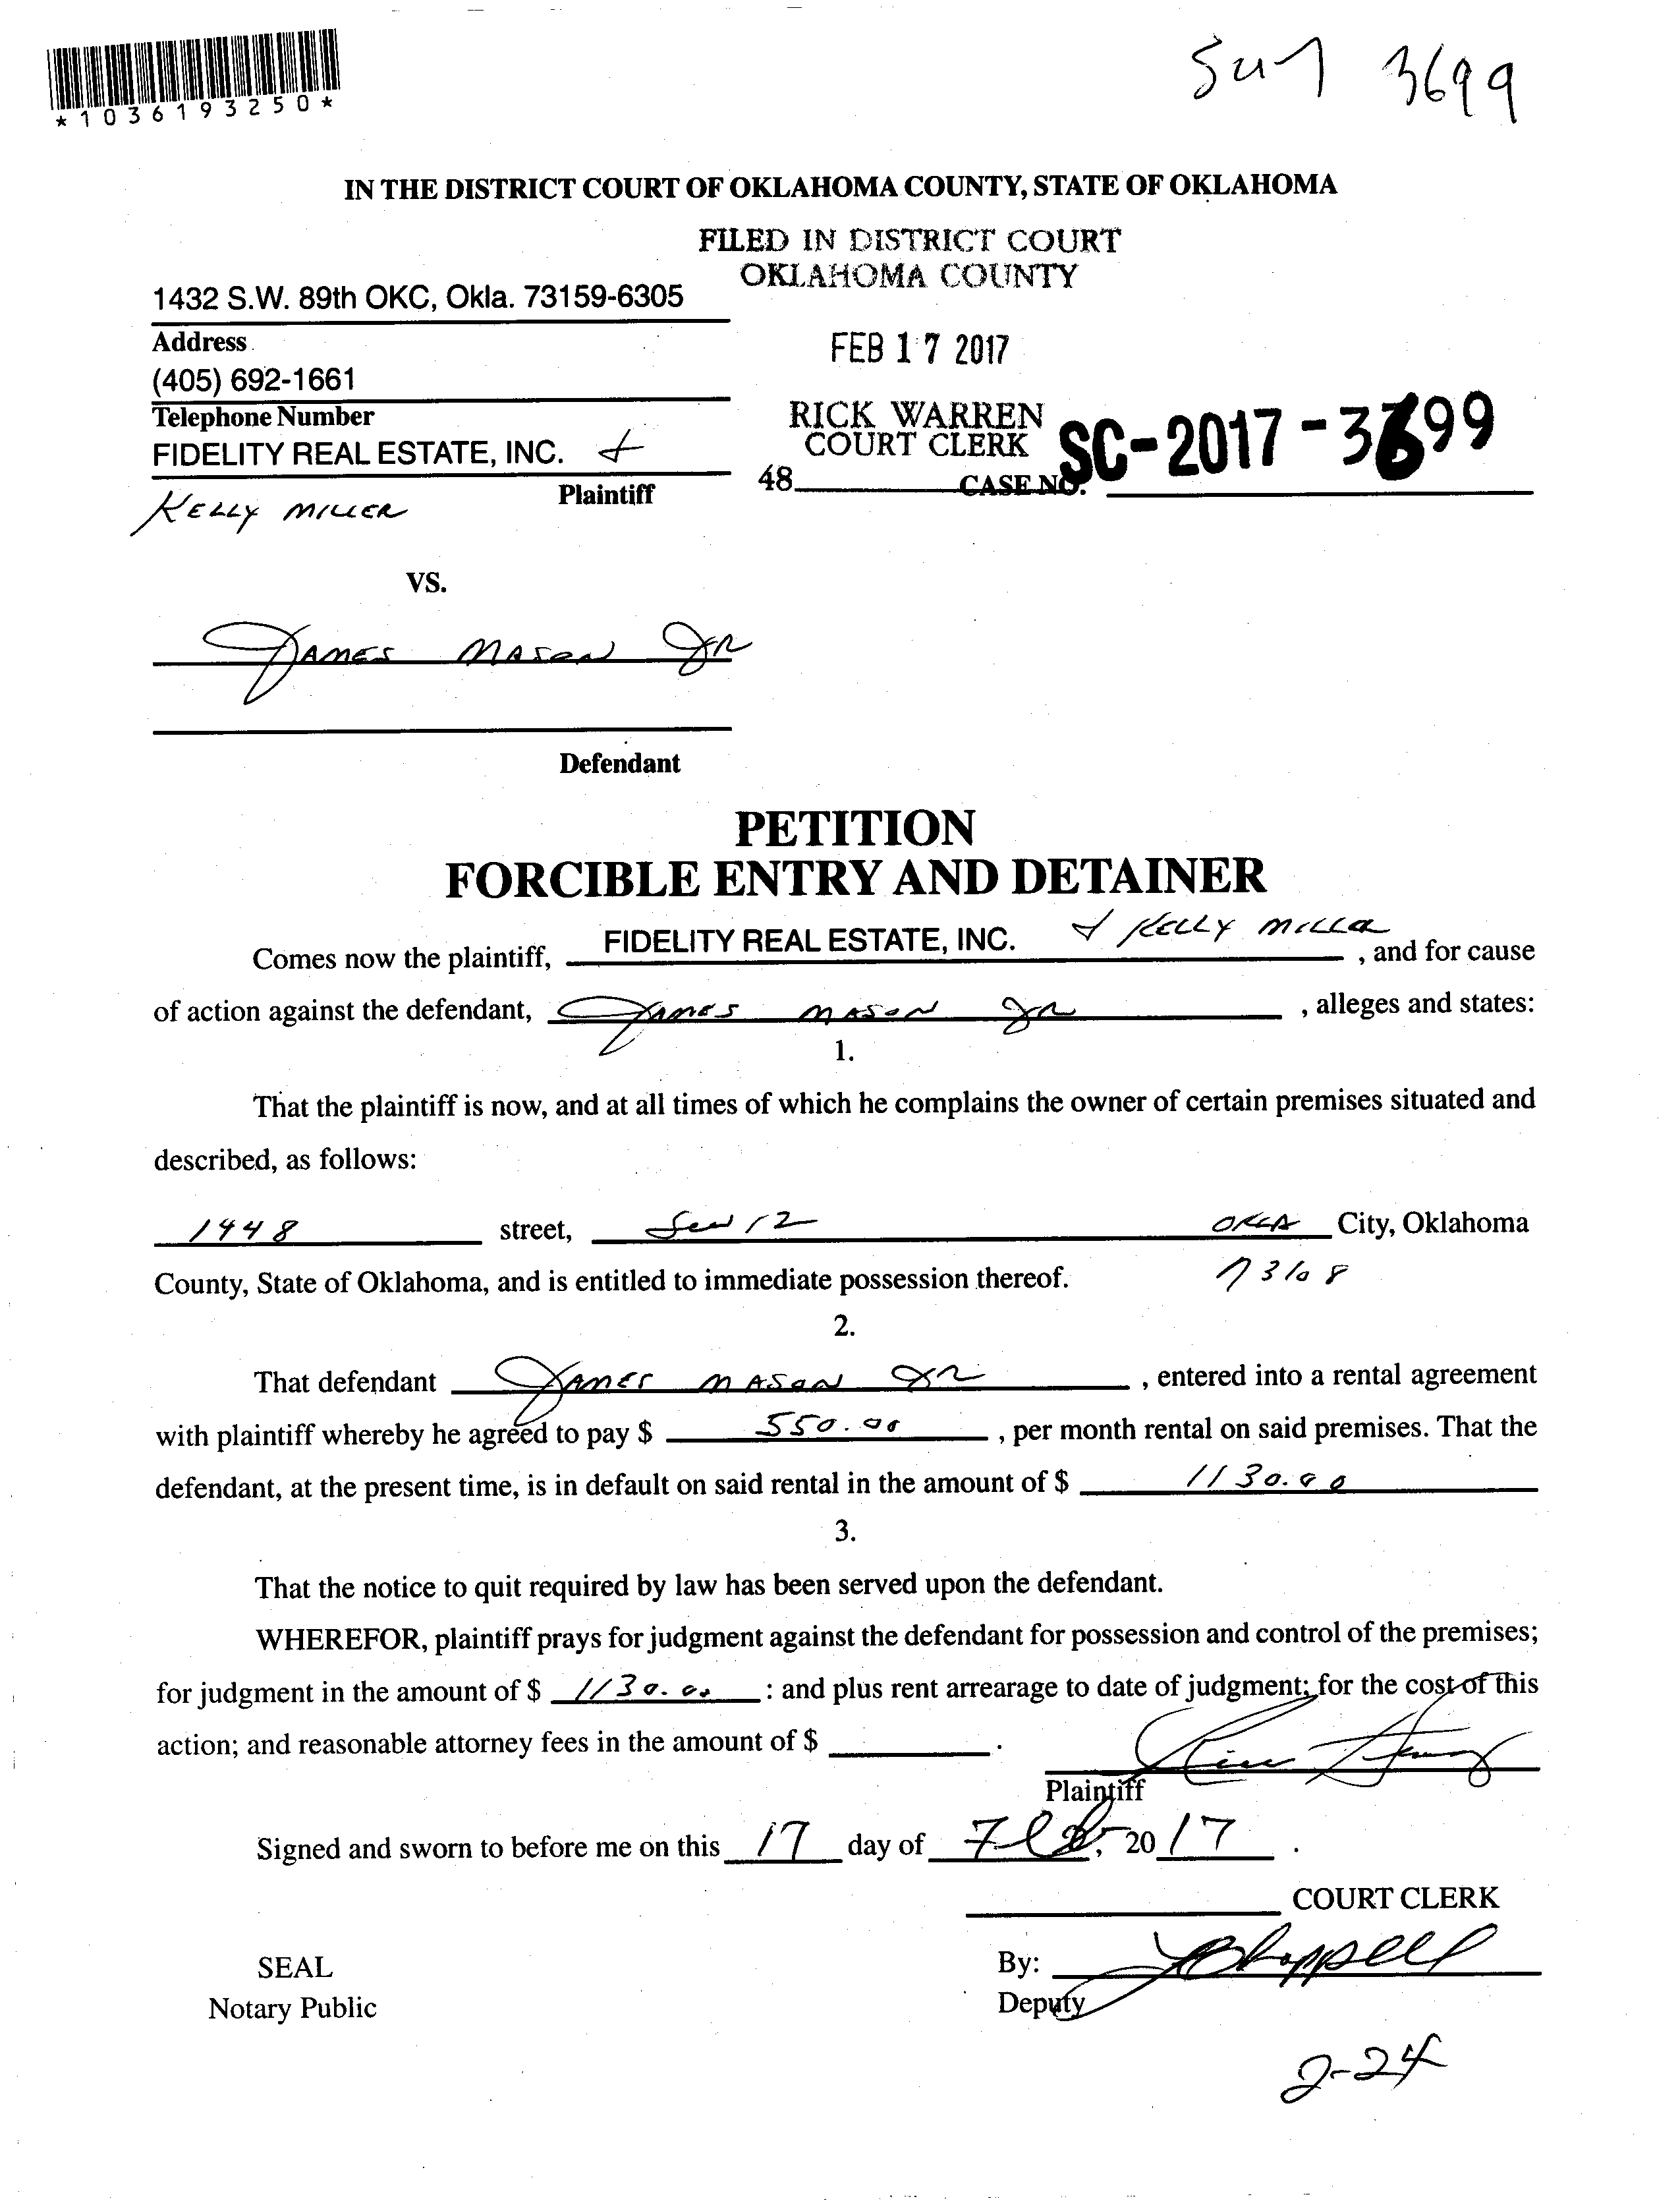 *1036193250*
3699
IN THE DISTRICT COURT OF OKLAHOMA COUNTY, STATE OF OKLAHOMA
FILED IN DISTRICT COURT
OKLAHOMA COUNTY
1432 S.W. 89th OKC, Okla. 73159-6305
Address
FEB 17 2017
(405) 692-1661
Telephone Number
RICK WARREN
COURT CLERK
FIDELITY REAL ESTATE, INC. &
SC-2017-3699
48 CASE NO.
KELLY MILLER Plaintiff
VS.
JAMES MASON JR
Defendant
PETITION
FORCIBLE ENTRY AND DETAINER
Comes now the plaintiff, FIDELITY REAL ESTATE, INC. & KELLY MILLER, and for cause
of action against the defendant, JAMES MASON JR, alleges and states:
1.
That the plaintiff is now, and at all times of which he complains the owner of certain premises situated and
described, as follows:
1448 street, SW 12 OKLA City, Oklahoma
County, State of Oklahoma, and is entitled to immediate possession thereof. 73108
2.
That defendant JAMES MASON JR, entered into a rental agreement
with plaintiff whereby he agreed to pay $ 550.00, per month rental on said premises. That the
defendant, at the present time, is in default on said rental in the amount of $ 1130.00
3.
That the notice to quit required by law has been served upon the defendant.
WHEREFOR, plaintiff prays for judgment against the defendant for possession and control of the premises;
for judgment in the amount of $ 1130.00 : and plus rent arrearage to date of judgment; for the cost of this
action; and reasonable attorney fees in the amount of $ .
Plaintiff
Signed and sworn to before me on this 17 day of Feb, 2017.
COURT CLERK
SEAL
By: Chappell
Notary Public
Deputy
2-24